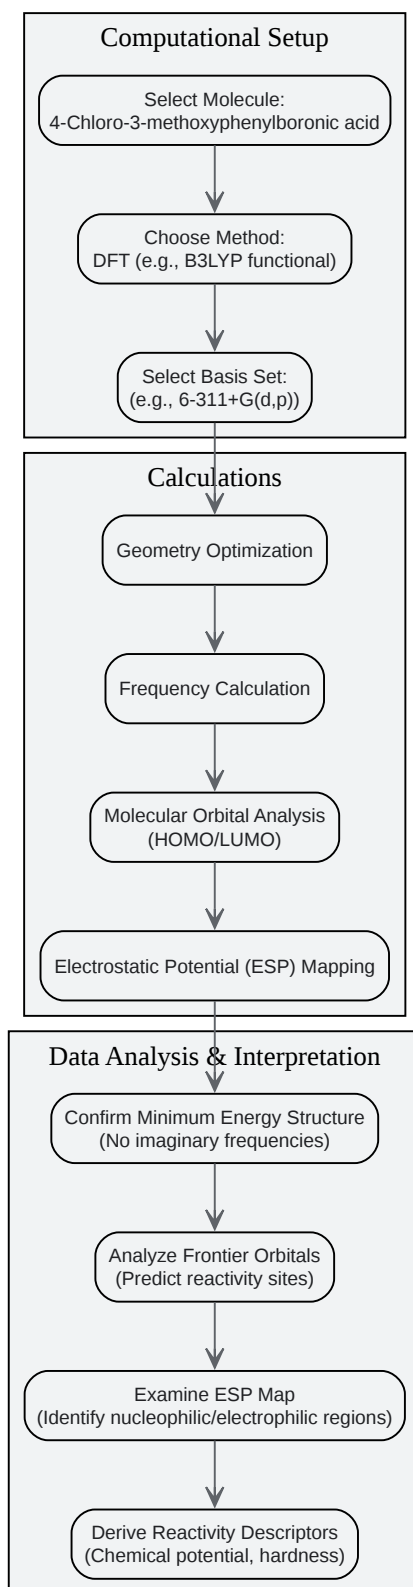 Computational Setup
Select Molecule:
4-Chloro-3-methoxyphenylboronic acid
Choose Method:
DFT (e.g., B3LYP functional)
Select Basis Set:
(e.g., 6-311+G(d,p))
Calculations
Geometry Optimization
Frequency Calculation
Molecular Orbital Analysis
(HOMO/LUMO)
Electrostatic Potential (ESP) Mapping
Data Analysis & Interpretation
Confirm Minimum Energy Structure
(No imaginary frequencies)
Analyze Frontier Orbitals
(Predict reactivity sites)
Examine ESP Map
(Identify nucleophilic/electrophilic regions)
Derive Reactivity Descriptors
(Chemical potential, hardness)